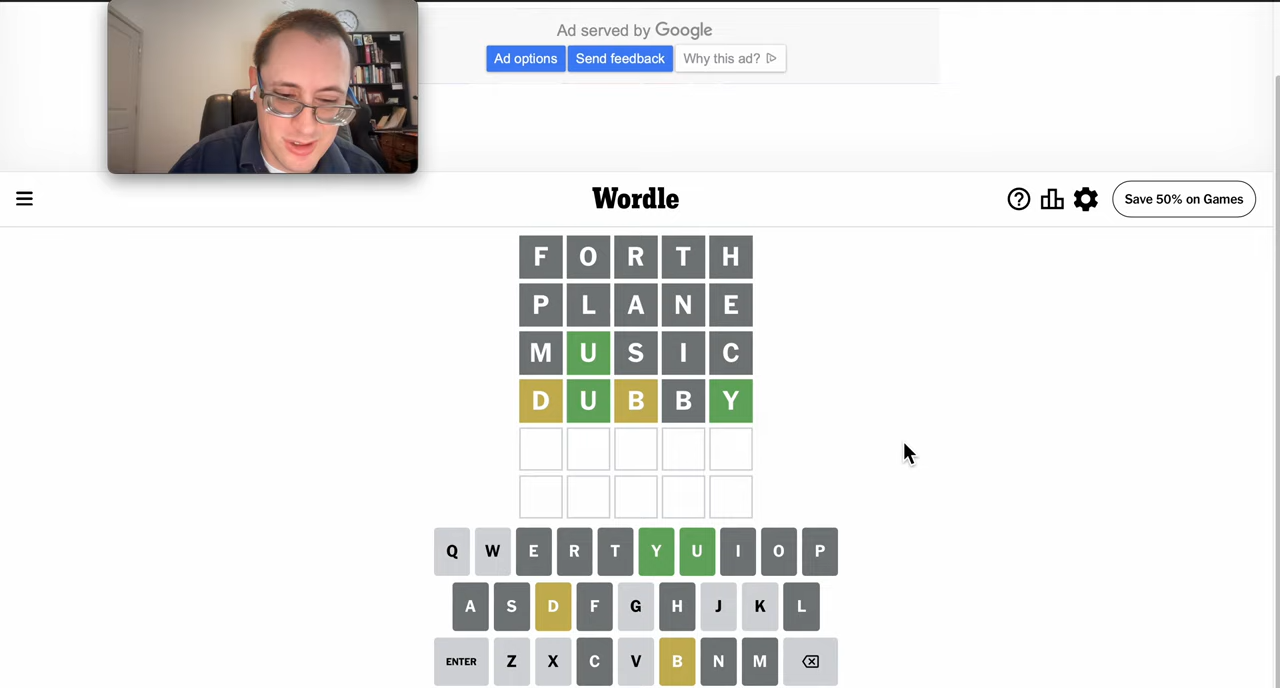 Ad served by Google
Ad options Send feedback Why this ad?
Wordle
Save 50% on Games
F O R T H
P L A N E
M U S I C
D U B B Y
Q W E R T Y U I O P
A S D F G H J K L
ENTER Z X C V B N M